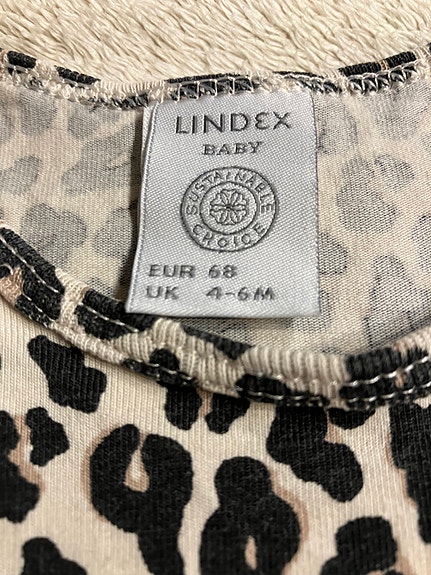 LINDEX
BABY
SUSTAINABLE
CHOICE
EUR 68
UK 4-6M